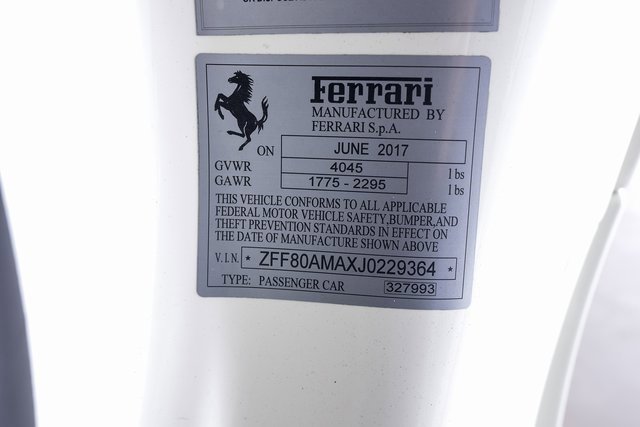 Ferrari
MANUFACTURED BY
FERRARI S.p.A.
ON JUNE 2017
GVWR 4045 lbs
GAWR 1775 - 2295 lbs
THIS VEHICLE CONFORMS TO ALL APPLICABLE
FEDERAL MOTOR VEHICLE SAFETY,BUMPER,AND
THEFT PREVENTION STANDARDS IN EFFECT ON
THE DATE OF MANUFACTURE SHOWN ABOVE
V.I.N. * ZFF80AMAXJ0229364 *
TYPE: PASSENGER CAR 327993